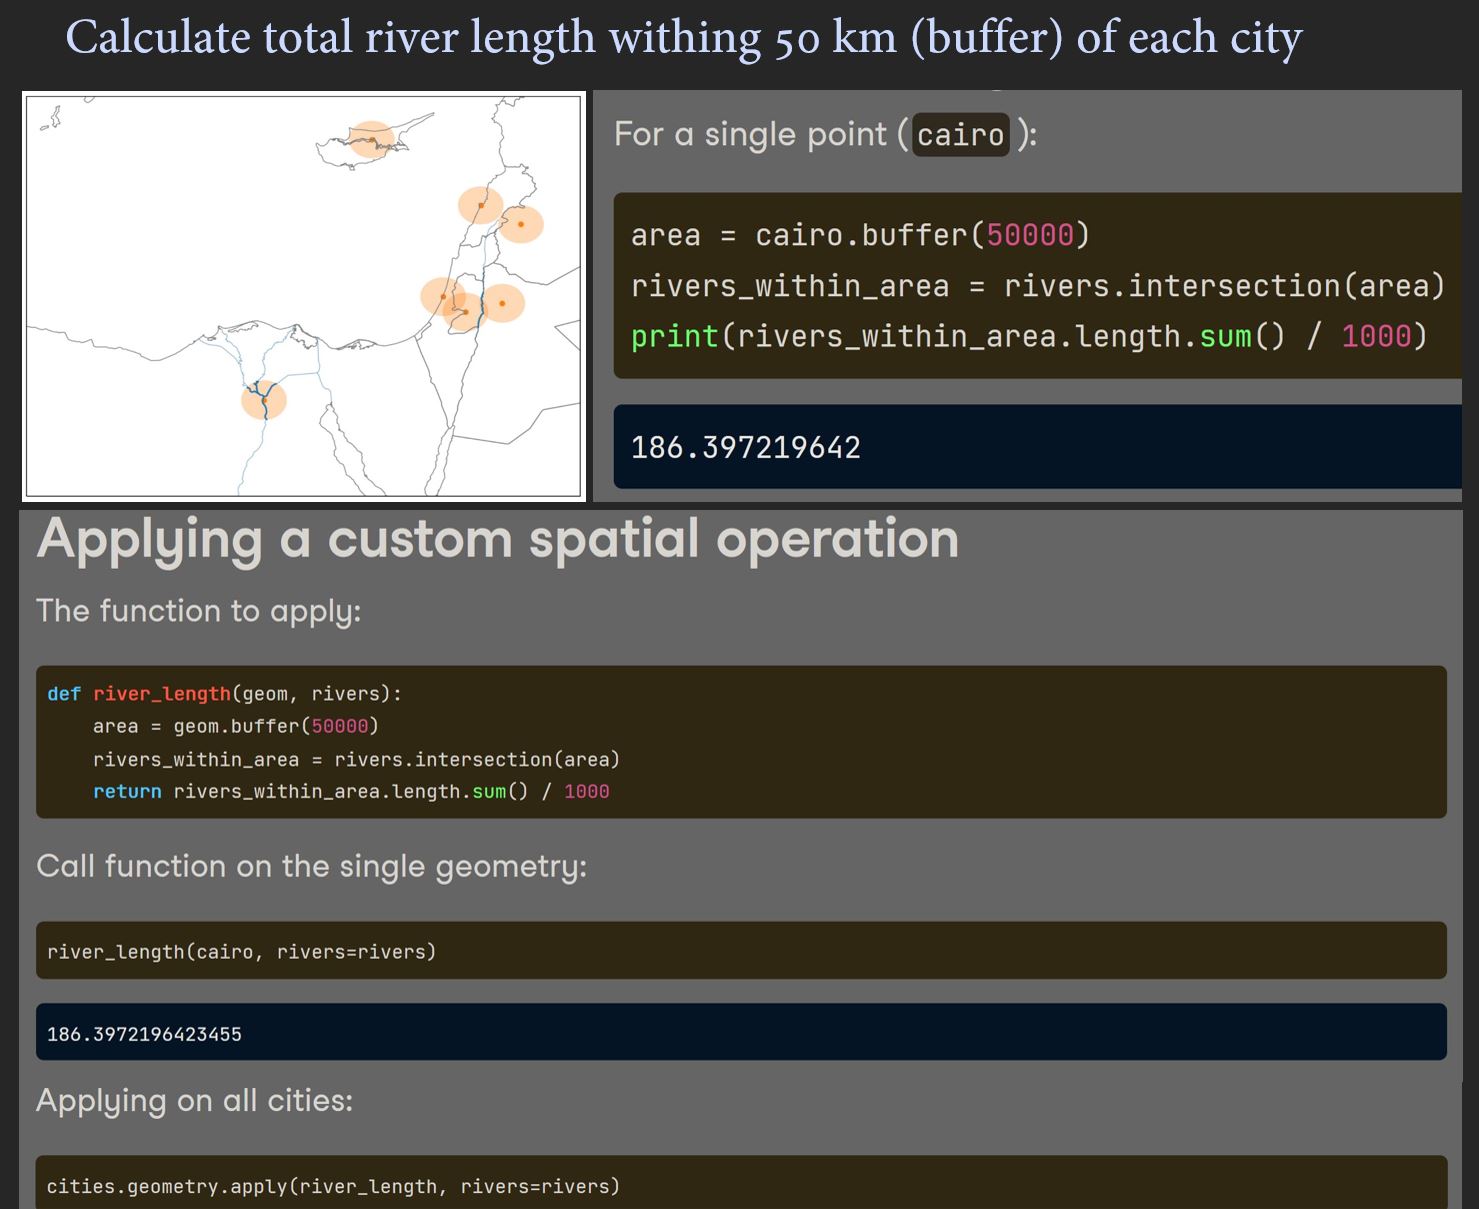 Calculate total river length withing 50 km (buffer) of each city
For a single point ( cairo ):
area = cairo.buffer(50000)
rivers_within_area = rivers.intersection(area)
print(rivers_within_area.length.sum() / 1000)
186.397219642
Applying a custom spatial operation
The function to apply:
def river_length(geom, rivers):
    area = geom.buffer(50000)
    rivers_within_area = rivers.intersection(area)
    return rivers_within_area.length.sum() / 1000
Call function on the single geometry:
river_length(cairo, rivers=rivers)
186.3972196423455
Applying on all cities:
cities.geometry.apply(river_length, rivers=rivers)